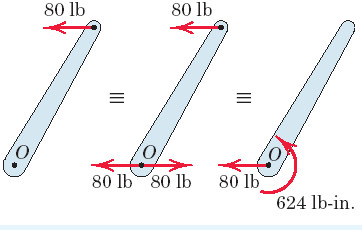 80 lb 80 lb
≡ ≡
O O O
80 lb 80 lb 80 lb
624 lb-in.